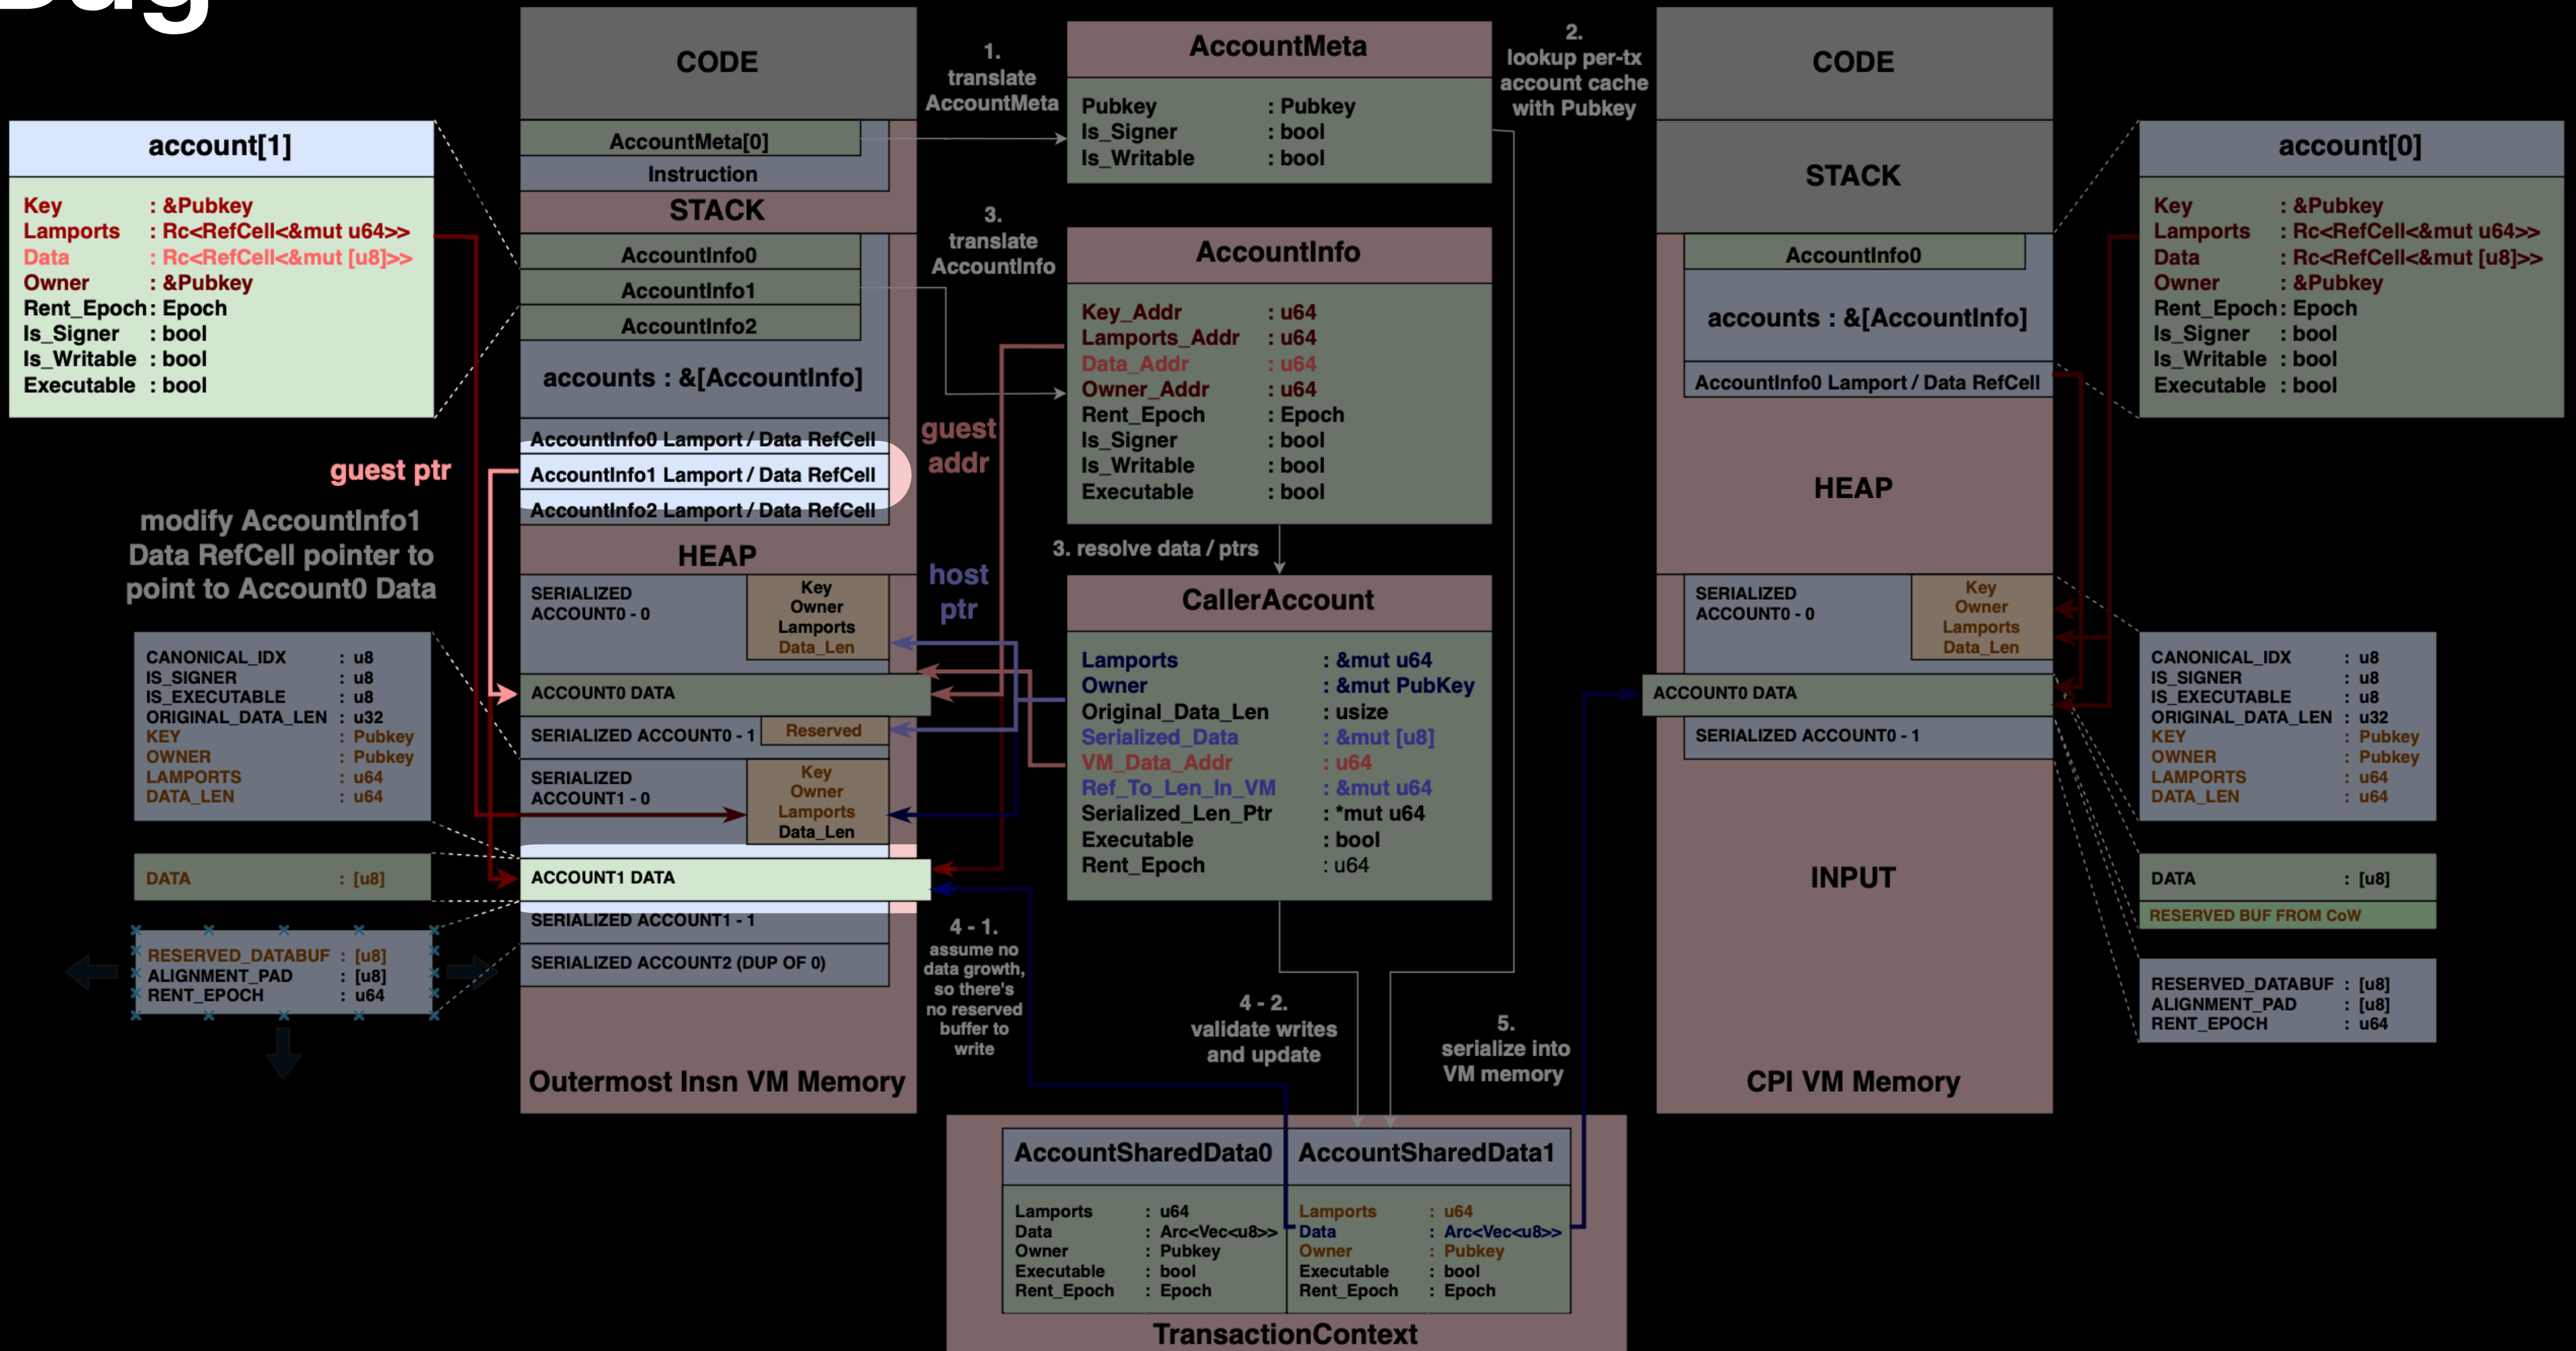 Bug
account[1]
Key : &Pubkey
Lamports : Rc<RefCell<&mut u64>>
Data : Rc<RefCell<&mut [u8]>>
Owner : &Pubkey
Rent_Epoch : Epoch
Is_Signer : bool
Is_Writable : bool
Executable : bool
guest ptr
modify AccountInfo1
Data RefCell pointer to
point to Account0 Data
CANONICAL_IDX : u8
IS_SIGNER : u8
IS_EXECUTABLE : u8
ORIGINAL_DATA_LEN : u32
KEY : Pubkey
OWNER : Pubkey
LAMPORTS : u64
DATA_LEN : u64
DATA : [u8]
RESERVED_DATABUF : [u8]
ALIGNMENT_PAD : [u8]
RENT_EPOCH : u64
CODE
AccountMeta[0]
Instruction
STACK
AccountInfo0
AccountInfo1
AccountInfo2
accounts : &[AccountInfo]
AccountInfo0 Lamport / Data RefCell
AccountInfo1 Lamport / Data RefCell
AccountInfo2 Lamport / Data RefCell
HEAP
SERIALIZED
ACCOUNT0 - 0
Key
Owner
Lamports
Data_Len
ACCOUNT0 DATA
SERIALIZED ACCOUNT0 - 1
Reserved
SERIALIZED
ACCOUNT1 - 0
Key
Owner
Lamports
Data_Len
ACCOUNT1 DATA
SERIALIZED ACCOUNT1 - 1
SERIALIZED ACCOUNT2 (DUP OF 0)
Outermost Insn VM Memory
1.
translate
AccountMeta
3.
translate
AccountInfo
guest
addr
host
ptr
4 - 1.
assume no
data growth,
so there's
no reserved
buffer to
write
AccountMeta
Pubkey : Pubkey
Is_Signer : bool
Is_Writable : bool
AccountInfo
Key_Addr : u64
Lamports_Addr : u64
Data_Addr : u64
Owner_Addr : u64
Rent_Epoch : Epoch
Is_Signer : bool
Is_Writable : bool
Executable : bool
3. resolve data / ptrs
CallerAccount
Lamports : &mut u64
Owner : &mut PubKey
Original_Data_Len : usize
Serialized_Data : &mut [u8]
VM_Data_Addr : u64
Ref_To_Len_In_VM : &mut u64
Serialized_Len_Ptr : *mut u64
Executable : bool
Rent_Epoch : u64
4 - 2.
validate writes
and update
5.
serialize into
VM memory
AccountSharedData0
Lamports : u64
Data : Arc<Vec<u8>>
Owner : Pubkey
Executable : bool
Rent_Epoch : Epoch
AccountSharedData1
Lamports : u64
Data : Arc<Vec<u8>>
Owner : Pubkey
Executable : bool
Rent_Epoch : Epoch
TransactionContext
2.
lookup per-tx
account cache
with Pubkey
CODE
STACK
AccountInfo0
accounts : &[AccountInfo]
AccountInfo0 Lamport / Data RefCell
HEAP
SERIALIZED
ACCOUNT0 - 0
Key
Owner
Lamports
Data_Len
ACCOUNT0 DATA
SERIALIZED ACCOUNT0 - 1
INPUT
CPI VM Memory
account[0]
Key : &Pubkey
Lamports : Rc<RefCell<&mut u64>>
Data : Rc<RefCell<&mut [u8]>>
Owner : &Pubkey
Rent_Epoch : Epoch
Is_Signer : bool
Is_Writable : bool
Executable : bool
CANONICAL_IDX : u8
IS_SIGNER : u8
IS_EXECUTABLE : u8
ORIGINAL_DATA_LEN : u32
KEY : Pubkey
OWNER : Pubkey
LAMPORTS : u64
DATA_LEN : u64
DATA : [u8]
RESERVED BUF FROM CoW
RESERVED_DATABUF : [u8]
ALIGNMENT_PAD : [u8]
RENT_EPOCH : u64